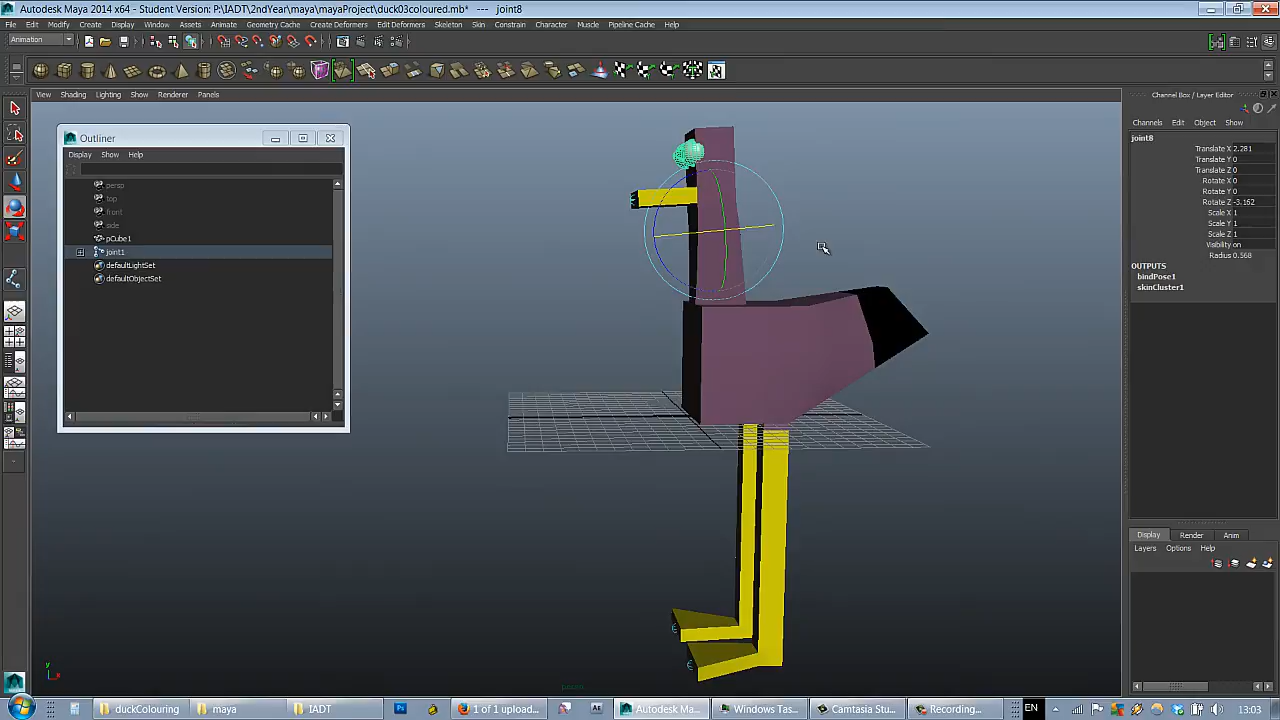 Autodesk Maya 2014 x64 - Student Version: P:\IADT\2ndYear\maya\mayaProject\duck03coloured.mb* --- joint8
File Edit Modify Create Display Window Assets Animate Geometry Cache Create Deformers Edit Deformers Skeleton Skin Constrain Character Muscle Pipeline Cache Help
Animation
View Shading Lighting Show Renderer Panels
Channel Box / Layer Editor
Channels Edit Object Show
Outliner
Display Show Help
persp
top
front
side
pCube1
joint1
defaultLightSet
defaultObjectSet
joint8
Translate X 2.281
Translate Y 0
Translate Z 0
Rotate X 0
Rotate Y 0
Rotate Z -3.162
Scale X 1
Scale Y 1
Scale Z 1
Visibility on
Radius 0.568
OUTPUTS
bindPose1
skinCluster1
Display Render Anim
Layers Options Help
y
x
persp
duckColouring
maya
IADT
Ps
1 of 1 upload...
Ae
Autodesk Ma...
Windows Tas...
Camtasia Stu...
Recording...
EN
13:03